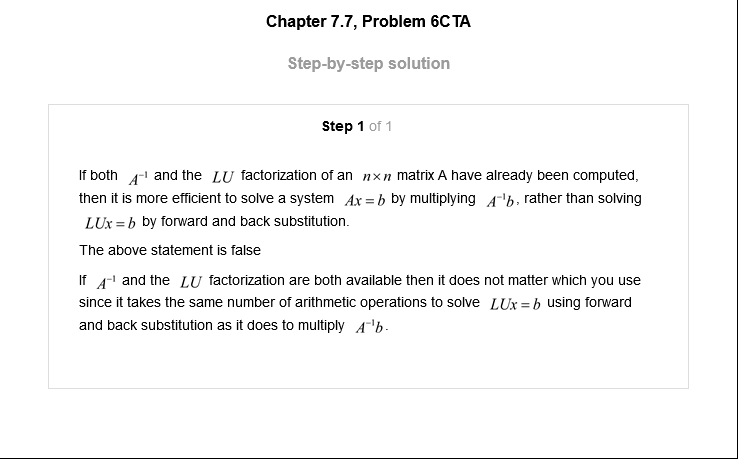 Chapter 7.7, Problem 6CTA
Step-by-step solution
Step 1 of 1
If both A⁻¹ and the LU factorization of an n×n matrix A have already been computed,
then it is more efficient to solve a system Ax = b by multiplying A⁻¹b, rather than solving
LUx = b by forward and back substitution.
The above statement is false
If A⁻¹ and the LU factorization are both available then it does not matter which you use
since it takes the same number of arithmetic operations to solve LUx = b using forward
and back substitution as it does to multiply A⁻¹b.